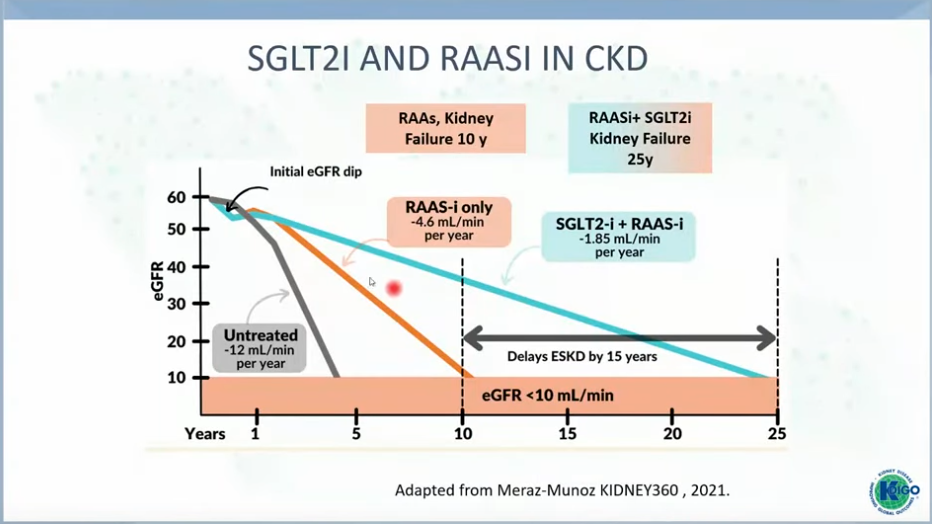 SGLT2I AND RAASI IN CKD
RAAs, Kidney
Failure 10 y
RAASi+ SGLT2i
Kidney Failure
25y
Initial eGFR dip
RAAS-i only
-4.6 mL/min
per year
SGLT2-i + RAAS-i
-1.85 mL/min
per year
Untreated
-12 mL/min
per year
eGFR
60
50
40
30
20
10
Delays ESKD by 15 years
eGFR <10 mL/min
Years
1
5
10
15
20
25
Adapted from Meraz-Munoz KIDNEY360 , 2021.
KDIGO